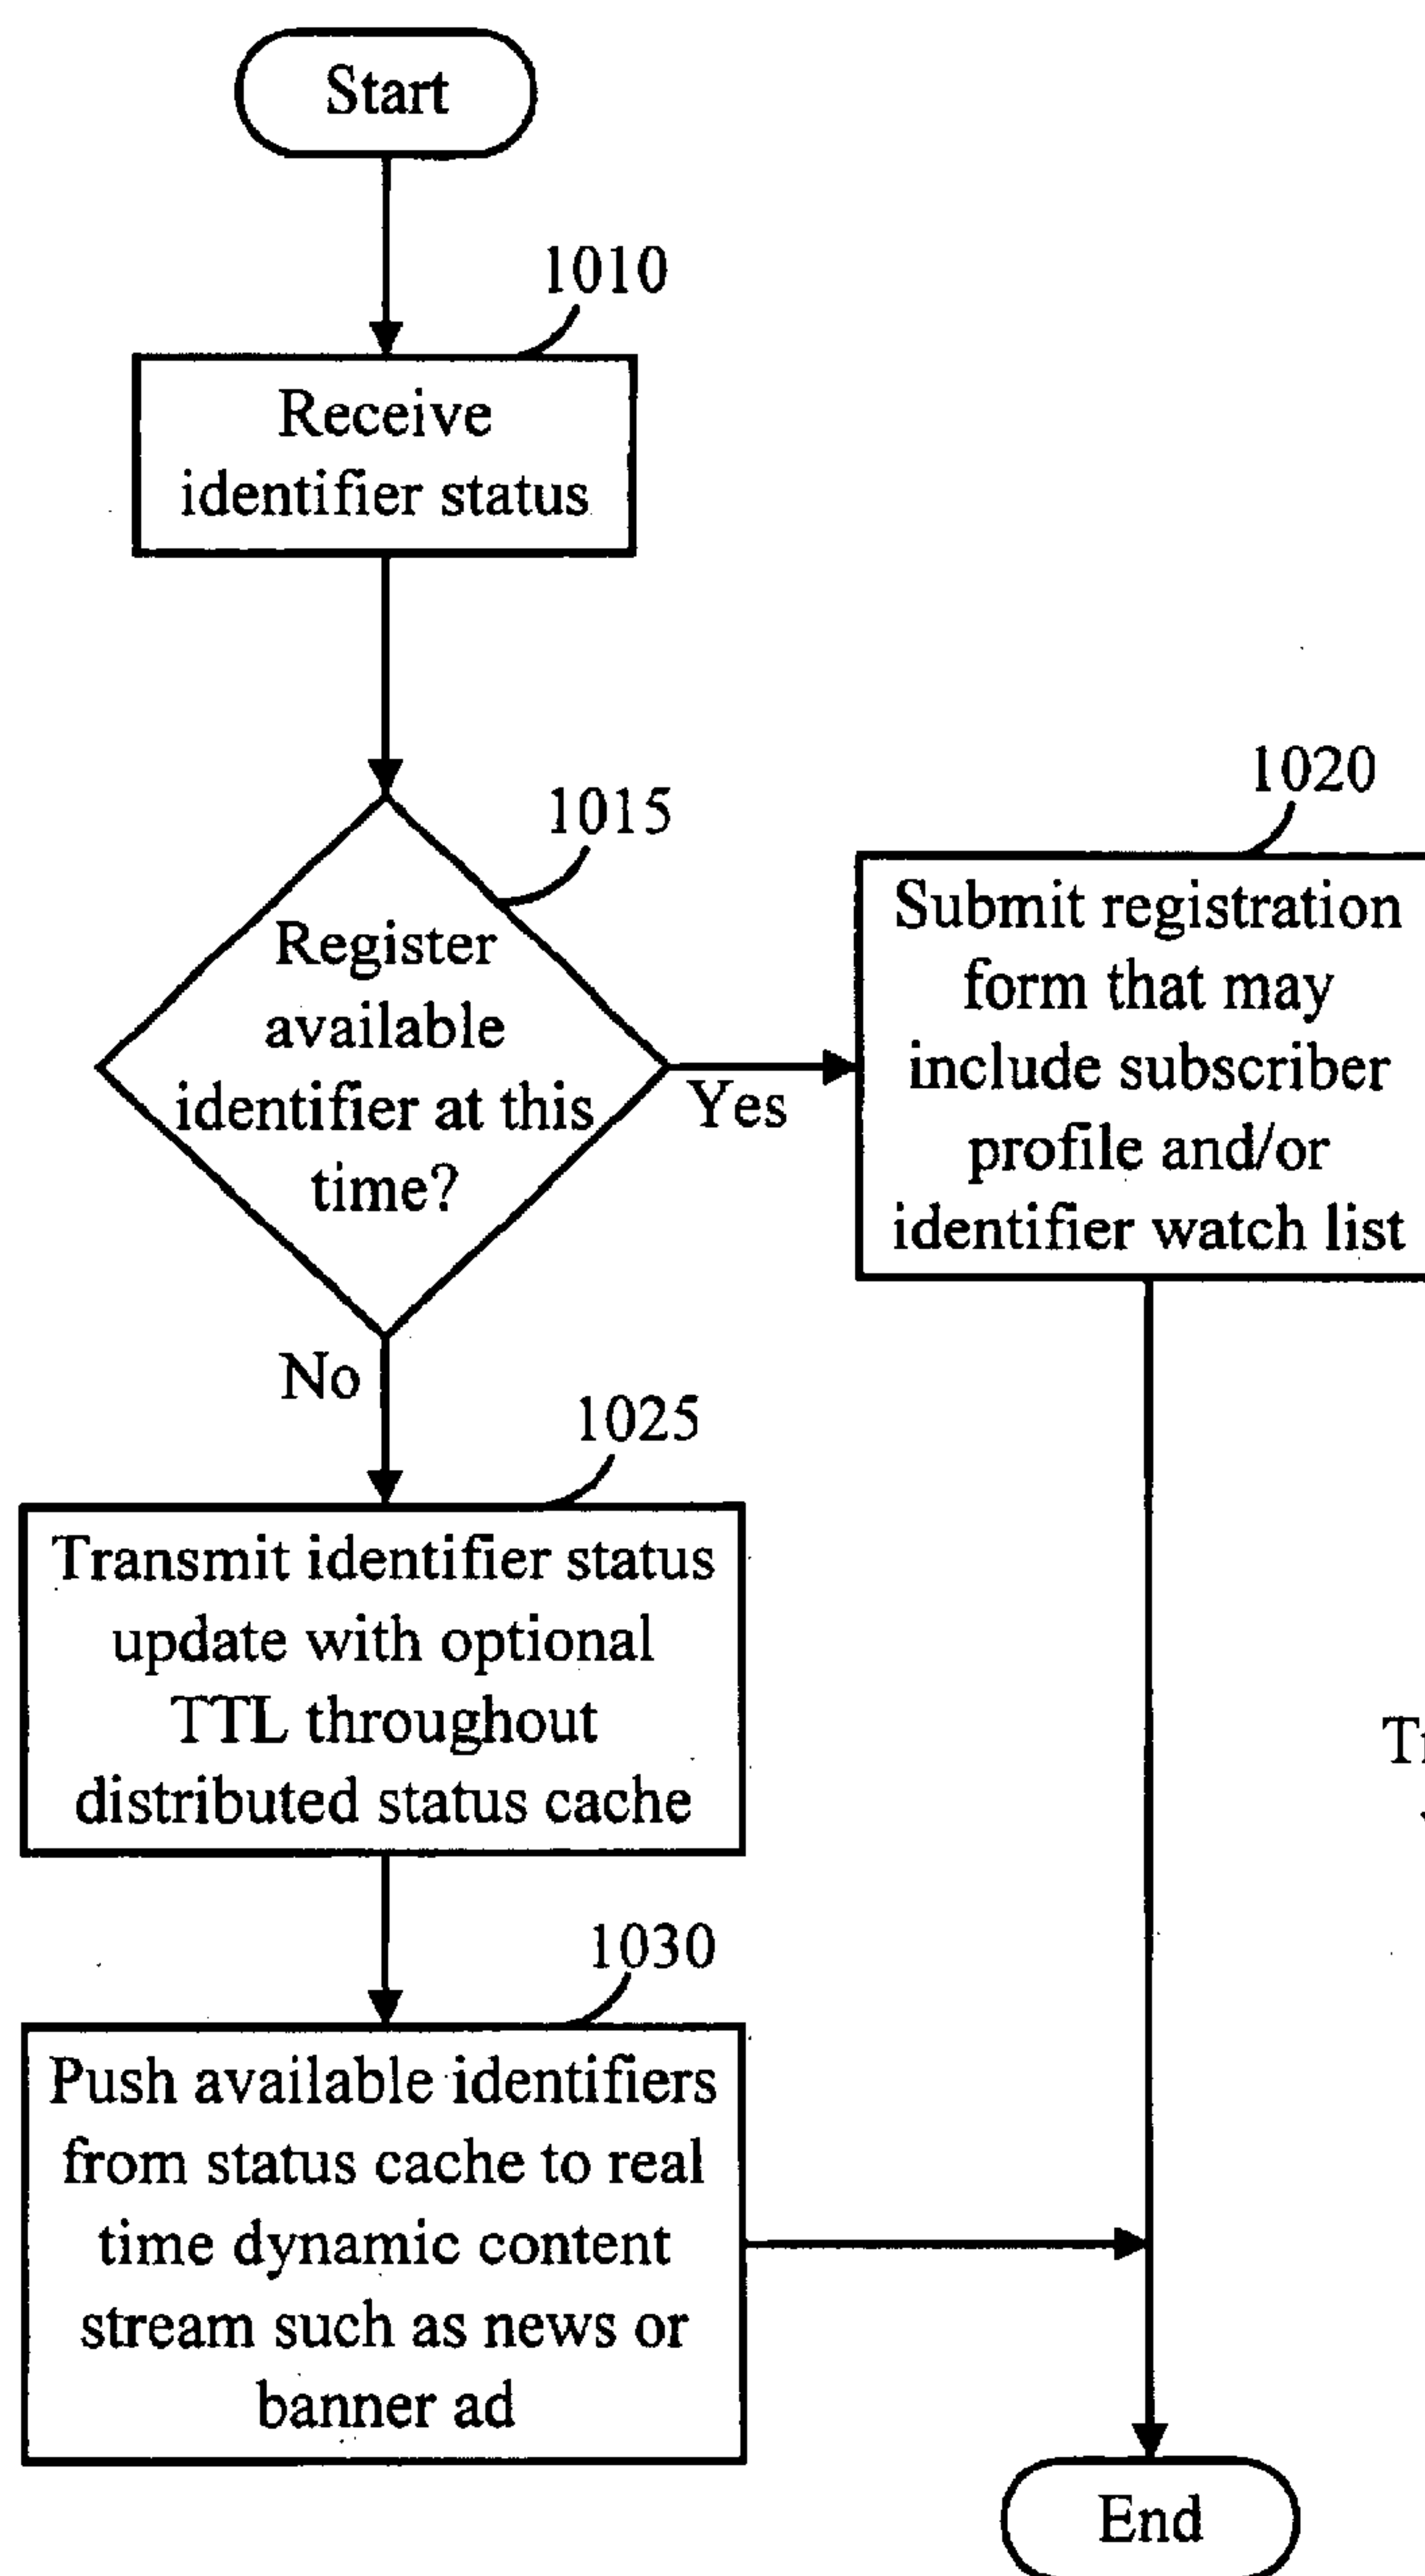 Start
1010
Receive
identifier status
1015
Register
available
identifier at this
time?
Yes
No
1020
Submit registration
form that may
include subscriber
profile and/or
identifier watch list
1025
Transmit identifier status
update with optional
TTL throughout
distributed status cache
1030
Push available identifiers
from status cache to real
time dynamic content
stream such as news or
banner ad
End